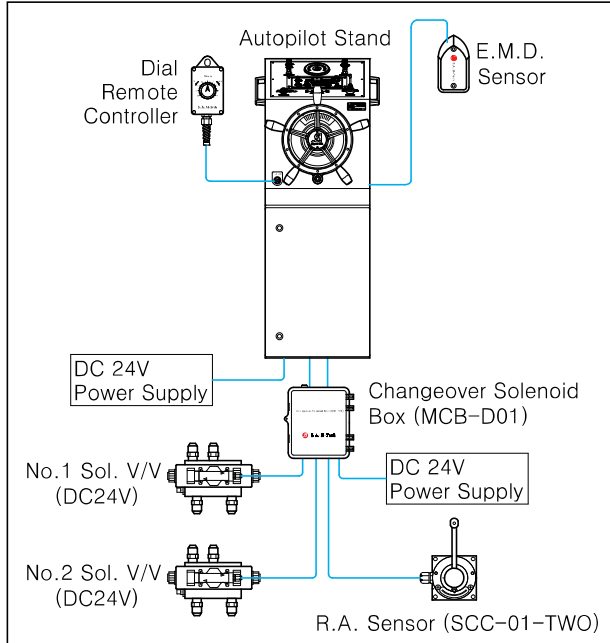 Autopilot Stand
Dial
Remote
Controller
E.M.D.
Sensor
DC 24V
Power Supply
Changeover Solenoid
Box (MCB-D01)
No.1 Sol. V/V
(DC24V)
DC 24V
Power Supply
No.2 Sol. V/V
(DC24V)
R.A. Sensor (SCC-01-TWO)